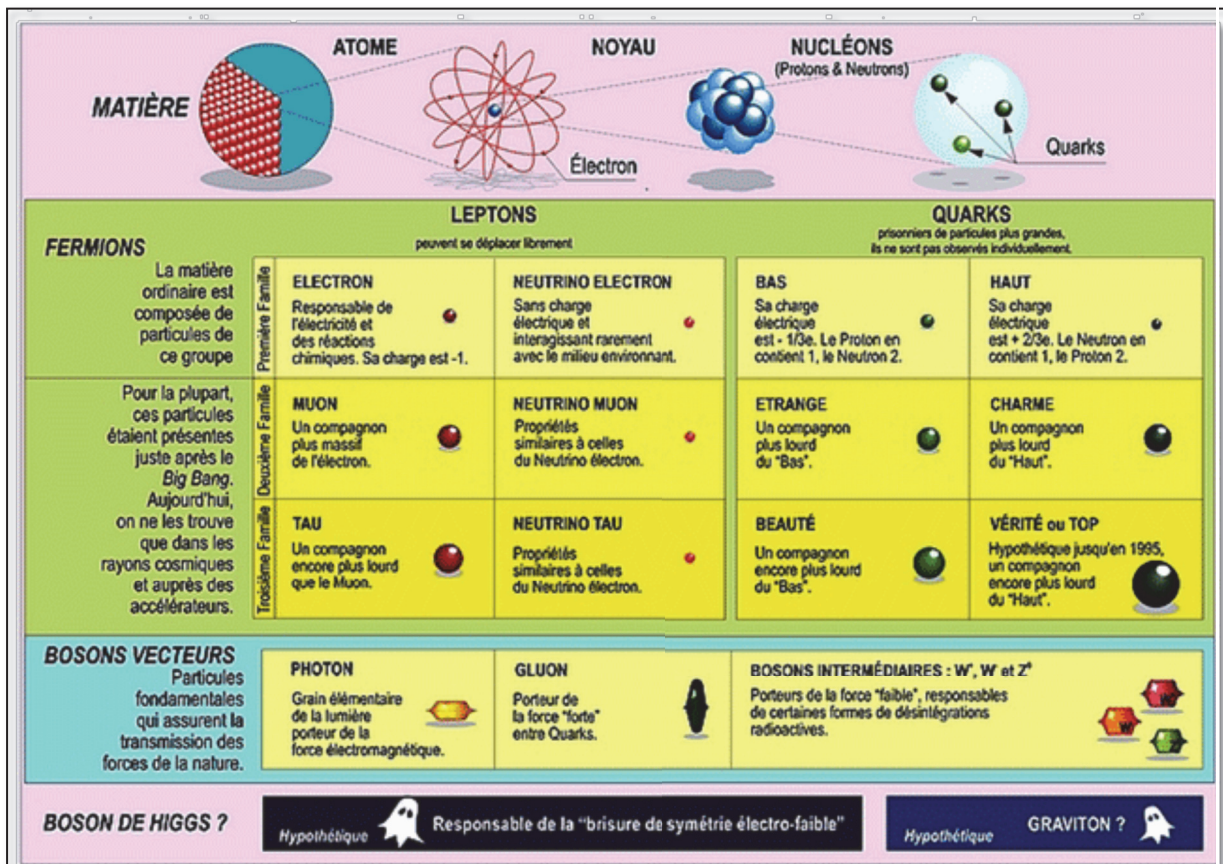 ATOME
NOYAU
NUCLÉONS
(Protons & Neutrons)
MATIÈRE
Électron
Quarks
LEPTONS
peuvent se déplacer librement
QUARKS
prisonniers de particules plus grandes,
ils ne sont pas observés individuellement.
FERMIONS
La matière
ordinaire est
composée de
particules de
ce groupe
Première Famille
ELECTRON
Responsable de
l'électricité et
des réactions
chimiques. Sa charge est -1.
NEUTRINO ELECTRON
Sans charge
électrique et
interagissant rarement
avec le milieu environnant.
BAS
Sa charge
électrique
est - 1/3e. Le Proton en
contient 1, le Neutron 2.
HAUT
Sa charge
électrique
est + 2/3e. Le Neutron en
contient 1, le Proton 2.
Pour la plupart,
ces particules
étaient présentes
juste après le
Big Bang.
Aujourd'hui,
on ne les trouve
que dans les
rayons cosmiques
et auprès des
accélérateurs.
Deuxième Famille
MUON
Un compagnon
plus massif
de l'électron.
NEUTRINO MUON
Propriétés
similaires à celles
du Neutrino électron.
ETRANGE
Un compagnon
plus lourd
du "Bas".
CHARME
Un compagnon
plus lourd
du "Haut".
Troisième Famille
TAU
Un compagnon
encore plus lourd
que le Muon.
NEUTRINO TAU
Propriétés
similaires à celles
du Neutrino électron.
BEAUTÉ
Un compagnon
encore plus lourd
du "Bas".
VÉRITÉ ou TOP
Hypothétique jusqu'en 1995,
un compagnon
encore plus lourd
du "Haut".
BOSONS VECTEURS
Particules
fondamentales
qui assurent la
transmission des
forces de la nature.
PHOTON
Grain élémentaire
de la lumière
porteur de la
force électromagnétique.
GLUON
Porteur de
la force "forte"
entre Quarks.
BOSONS INTERMÉDIAIRES : et
Porteurs de la force "faible", responsables
de certaines formes de désintégrations
radioactives.
BOSON DE HIGGS ?
Hypothétique
Responsable de la "brisure de symétrie électro-faible"
Hypothétique
GRAVITON ?